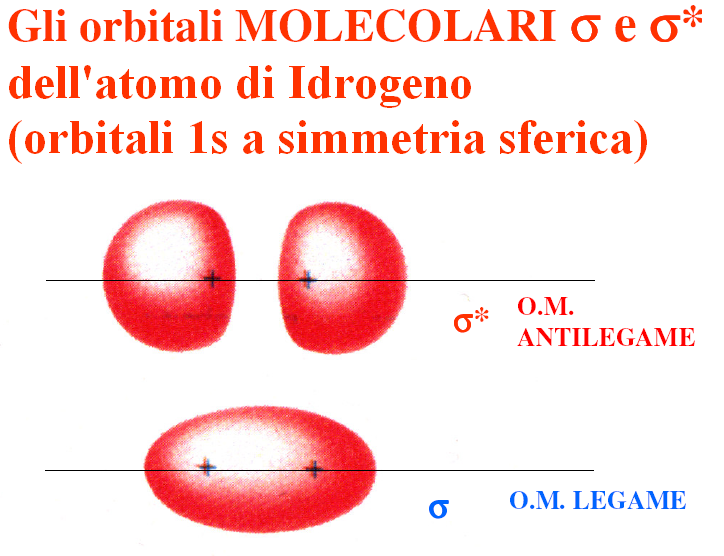 Gli orbitali MOLECOLARI σ e σ*
dell'atomo di Idrogeno
(orbitali 1s a simmetria sferica)
σ*
O.M.
ANTILEGAME
σ
O.M. LEGAME